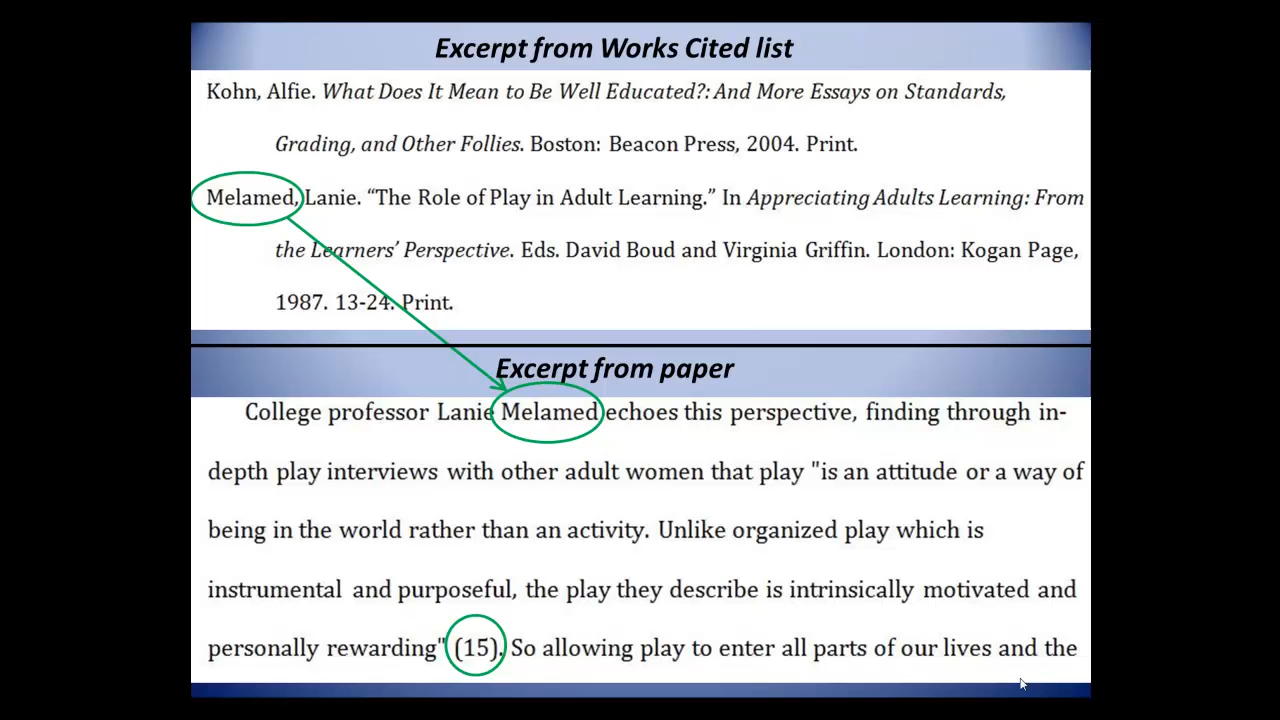 Excerpt from Works Cited list
Kohn, Alfie. What Does It Mean to Be Well Educated?: And More Essays on Standards,
Grading, and Other Follies. Boston: Beacon Press, 2004. Print.
Melamed, Lanie. “The Role of Play in Adult Learning.” In Appreciating Adults Learning: From
the Learners’ Perspective. Eds. David Boud and Virginia Griffin. London: Kogan Page,
1987. 13-24. Print.
Excerpt from paper
College professor Lanie Melamed echoes this perspective, finding through in-
depth play interviews with other adult women that play "is an attitude or a way of
being in the world rather than an activity. Unlike organized play which is
instrumental and purposeful, the play they describe is intrinsically motivated and
personally rewarding" (15). So allowing play to enter all parts of our lives and the